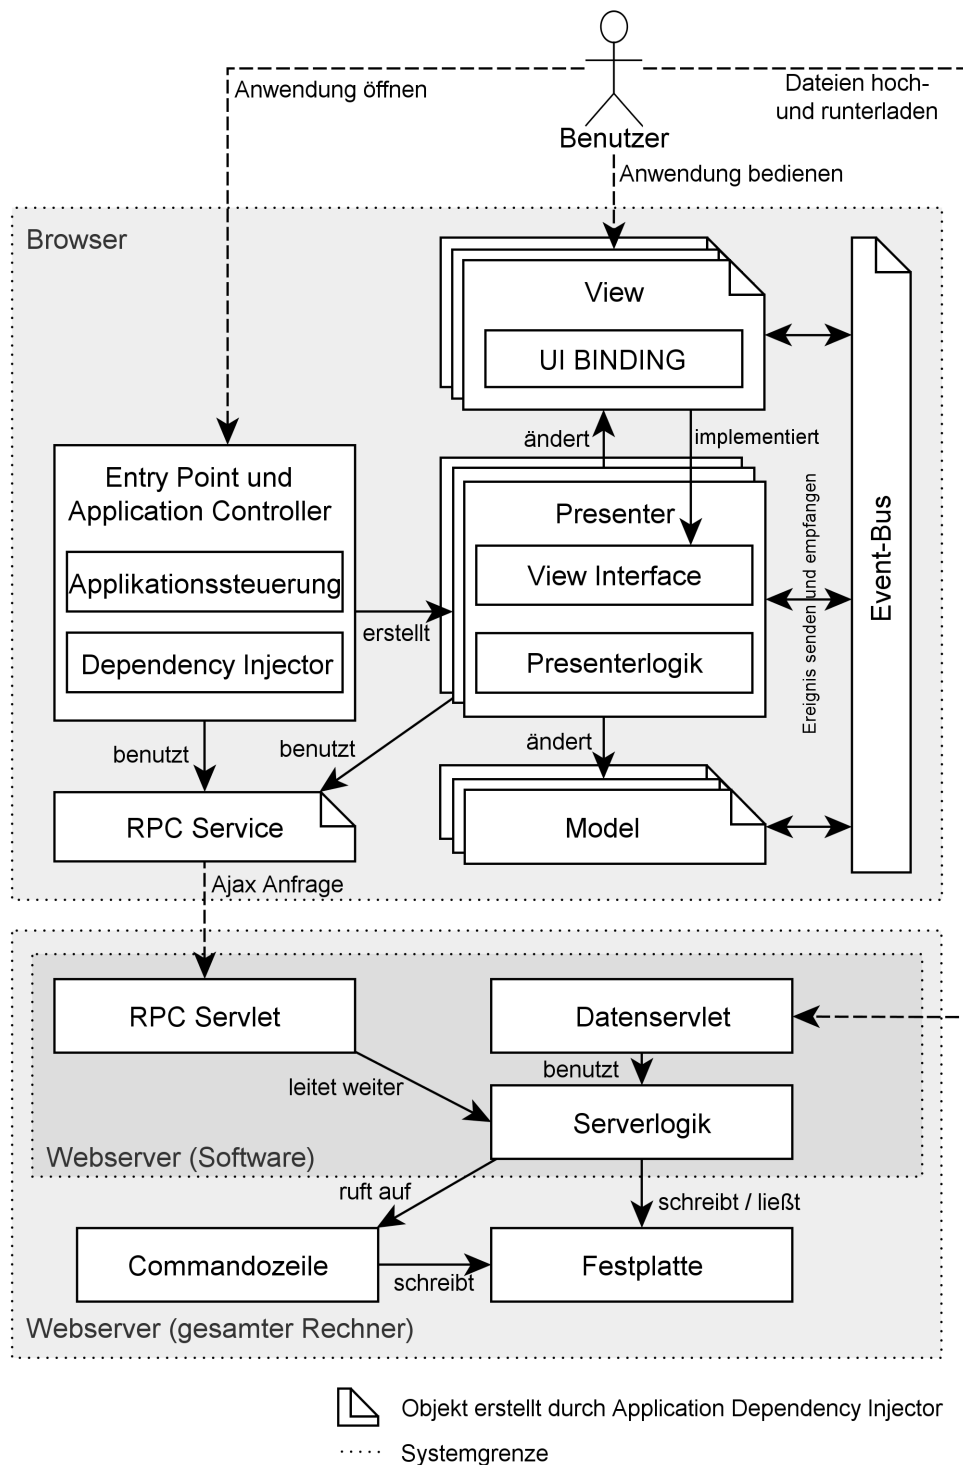 Anwendung öffnen
Dateien hoch-
und runterladen
Benutzer
Anwendung bedienen
Browser
View
UI BINDING
ändert
implementiert
Entry Point und
Application Controller
Applikationssteuerung
Dependency Injector
erstellt
Presenter
View Interface
Presenterlogik
Ereignis senden und empfangen
Event-Bus
benutzt
benutzt
ändert
RPC Service
Model
Ajax Anfrage
RPC Servlet
Datenservlet
benutzt
leitet weiter
Serverlogik
Webserver (Software)
ruft auf
schreibt / ließt
Commandozeile
schreibt
Festplatte
Webserver (gesamter Rechner)
Objekt erstellt durch Application Dependency Injector
Systemgrenze